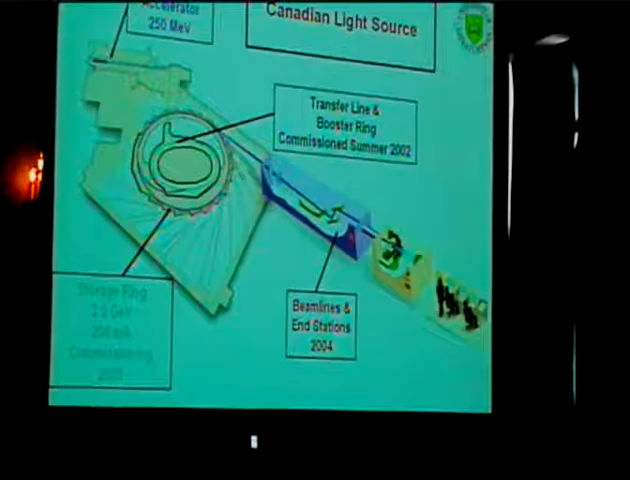 Accelerator
250 MeV
Canadian Light Source
Transfer Line &
Booster Ring
Commissioned Summer 2002
Storage Ring
2.9 GeV
Commissioning
Beamlines &
End Stations
2004